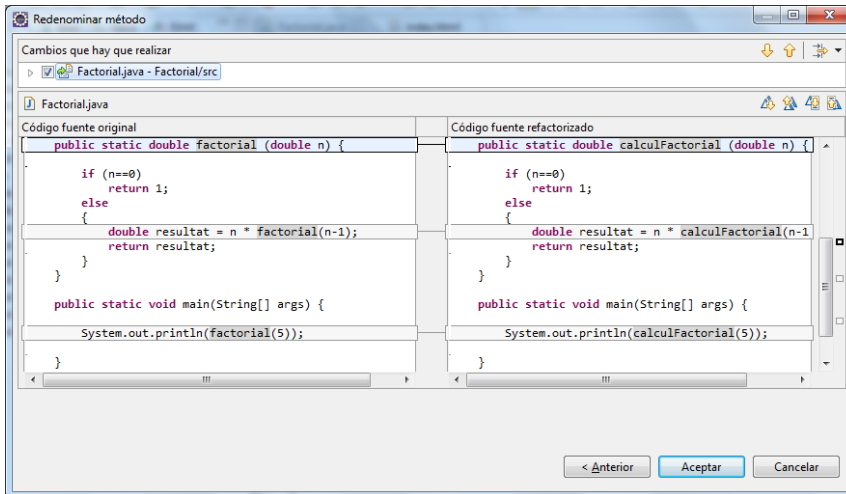 Redenominar método
Cambios que hay que realizar
Factorial.java - Factorial/src
Factorial.java
Código fuente original
public static double factorial (double n) {
if (n==0)
return 1;
else
{
double resultat = n * factorial(n-1);
return resultat;
}
}
public static void main(String[] args) {
System.out.println(factorial(5));
}
Código fuente refactorizado
public static double calculFactorial (double n) {
if (n==0)
return 1;
else
{
double resultat = n * calculFactorial(n-1
return resultat;
}
}
public static void main(String[] args) {
System.out.println(calculFactorial(5));
}
< Anterior
Aceptar
Cancelar